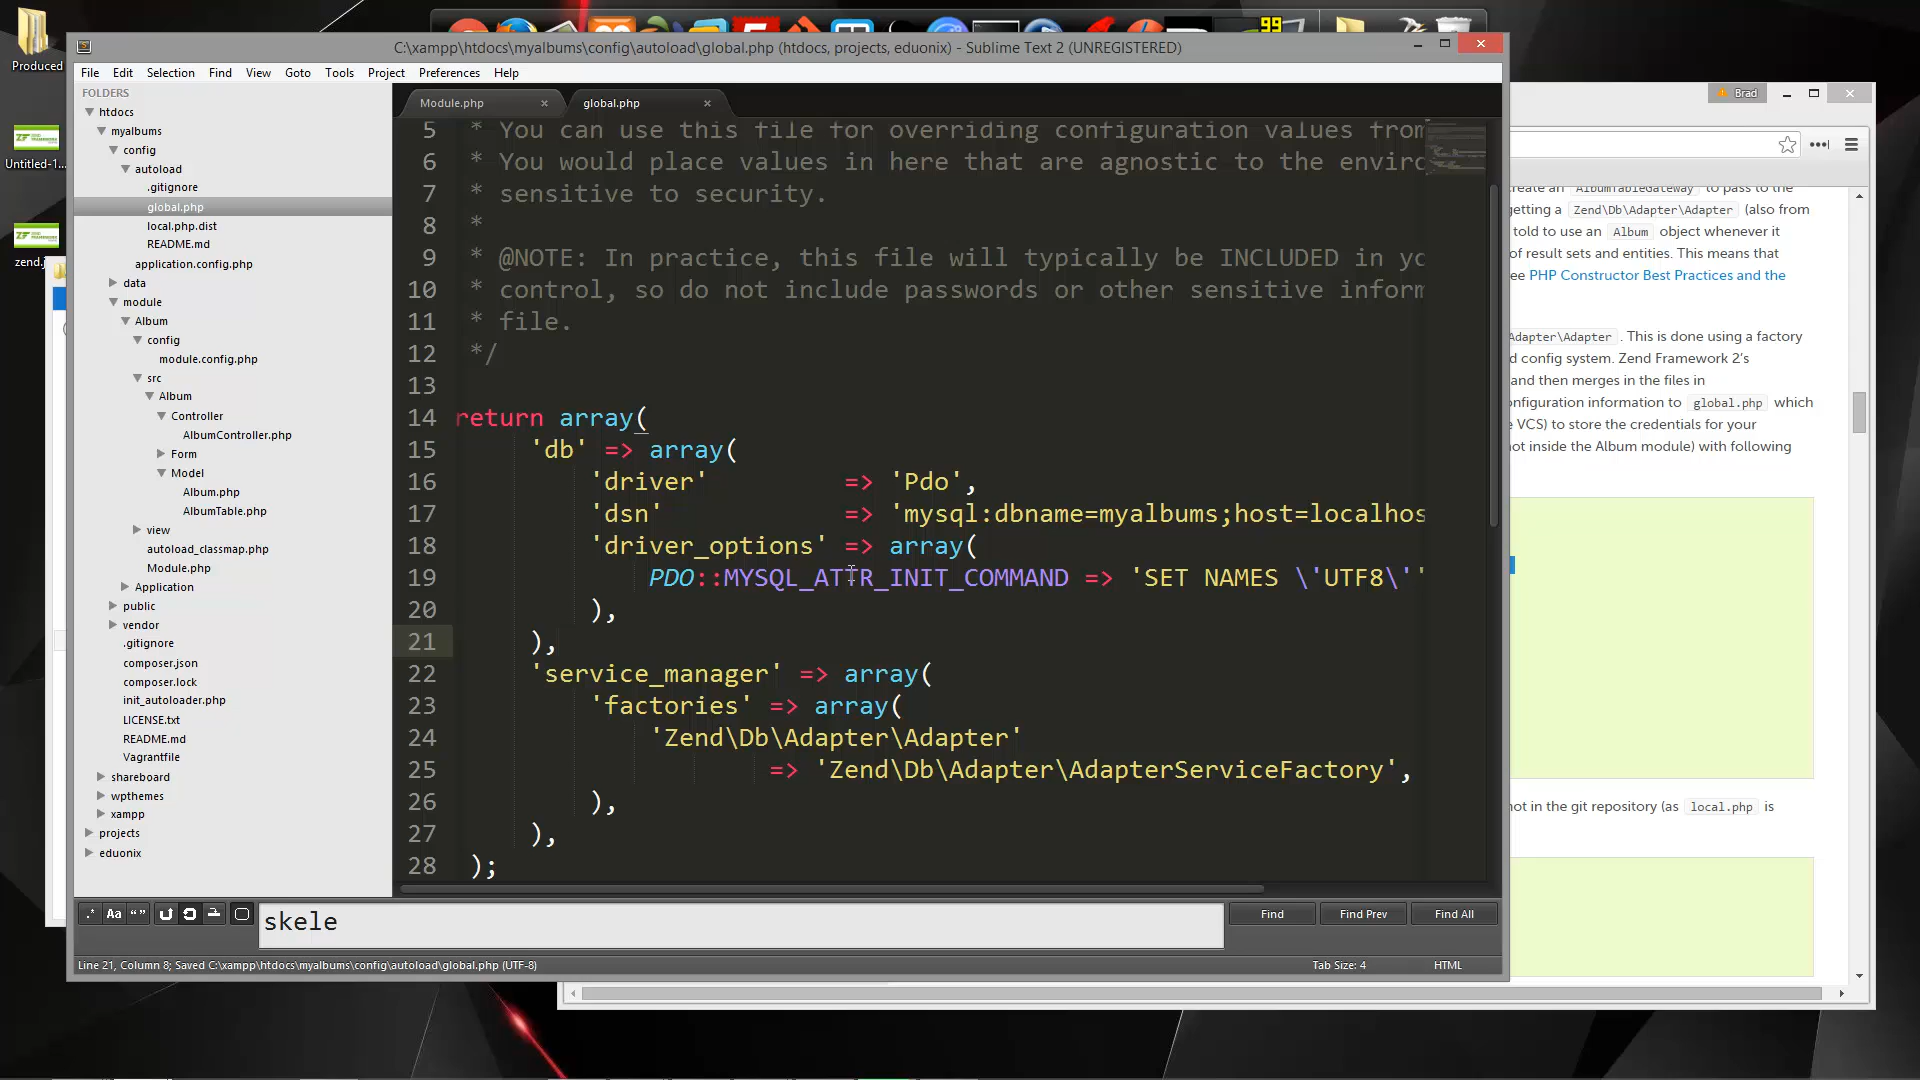 Produced
Untitled-1...
zend.j
99
C:\xampp\htdocs\myalbums\config\autoload\global.php (htdocs, projects, eduonix) - Sublime Text 2 (UNREGISTERED)
File Edit Selection Find View Goto Tools Project Preferences Help
FOLDERS
htdocs
myalbums
config
autoload
.gitignore
global.php
local.php.dist
README.md
application.config.php
data
module
Album
config
module.config.php
src
Album
Controller
AlbumController.php
Form
Model
Album.php
AlbumTable.php
view
autoload_classmap.php
Module.php
Application
public
vendor
.gitignore
composer.json
composer.lock
init_autoloader.php
LICENSE.txt
README.md
Vagrantfile
shareboard
wpthemes
xampp
projects
eduonix
Module.php
global.php
5 * You can use this file for overriding configuration values from
6 * You would place values in here that are agnostic to the enviro
7 * sensitive to security.
8 *
9 * @NOTE: In practice, this file will typically be INCLUDED in yo
10 * control, so do not include passwords or other sensitive inform
11 * file.
12 */
13
14 return array(
15 'db' => array(
16 'driver' => 'Pdo',
17 'dsn' => 'mysql:dbname=myalbums;host=localhos
18 'driver_options' => array(
19 PDO::MYSQL_ATTR_INIT_COMMAND => 'SET NAMES \'UTF8\''
20 ),
21 ),
22 'service_manager' => array(
23 'factories' => array(
24 'Zend\Db\Adapter\Adapter'
25 => 'Zend\Db\Adapter\AdapterServiceFactory',
26 ),
27 ),
28 );
.* Aa “ ”
skele
Find Find Prev Find All
Line 21, Column 8; Saved C:\xampp\htdocs\myalbums\config\autoload\global.php (UTF-8)
Tab Size: 4
HTML
Brad
create an AlbumTableGateway to pass to the
getting a Zend\Db\Adapter\Adapter (also from
told to use an Album object whenever it
of result sets and entities. This means that
ee PHP Constructor Best Practices and the
Adapter\Adapter . This is done using a factory
d config system. Zend Framework 2's
and then merges in the files in
nfiguration information to global.php which
e VCS) to store the credentials for your
not inside the Album module) with following
not in the git repository (as local.php is